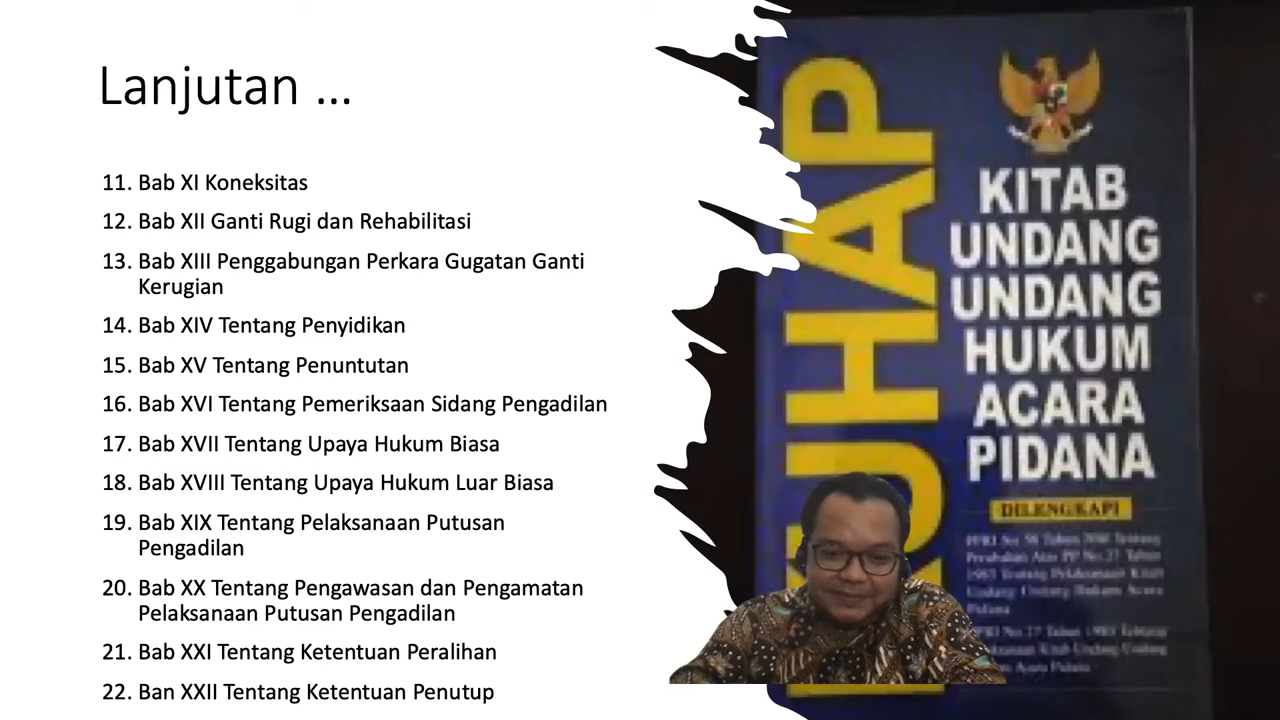 Lanjutan ...
11. Bab XI Koneksitas
12. Bab XII Ganti Rugi dan Rehabilitasi
13. Bab XIII Penggabungan Perkara Gugatan Ganti
Kerugian
14. Bab XIV Tentang Penyidikan
15. Bab XV Tentang Penuntutan
16. Bab XVI Tentang Pemeriksaan Sidang Pengadilan
17. Bab XVII Tentang Upaya Hukum Biasa
18. Bab XVIII Tentang Upaya Hukum Luar Biasa
19. Bab XIX Tentang Pelaksanaan Putusan
Pengadilan
20. Bab XX Tentang Pengawasan dan Pengamatan
Pelaksanaan Putusan Pengadilan
21. Bab XXI Tentang Ketentuan Peralihan
22. Ban XXII Tentang Ketentuan Penutup
KUHAP
KITAB
UNDANG
UNDANG
HUKUM
ACARA
PIDANA
DILENGKAPI